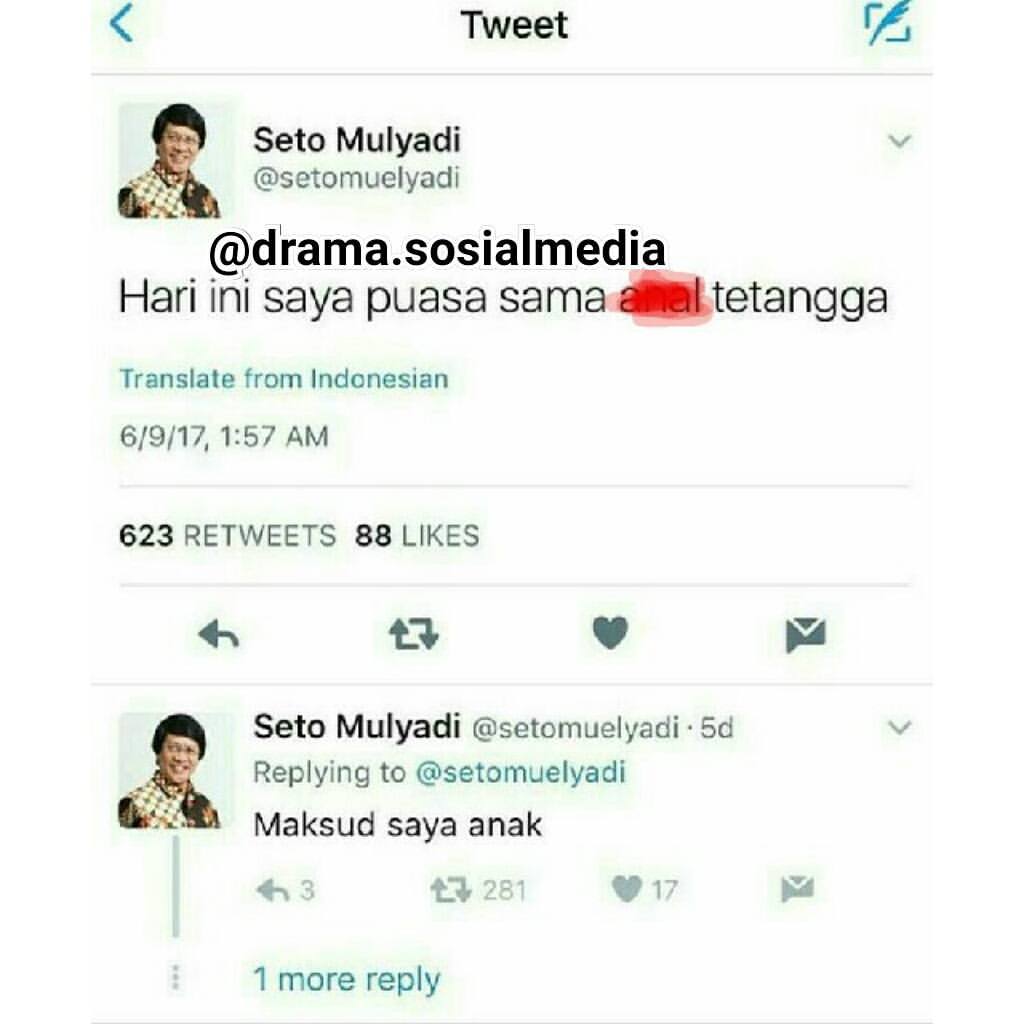 Tweet
Seto Mulyadi
@setomuelyadi
@drama.sosialmedia
Hari ini saya puasa sama anal tetangga
Translate from Indonesian
6/9/17, 1:57 AM
623 RETWEETS 88 LIKES
Seto Mulyadi @setomuelyadi · 5d
Replying to @setomuelyadi
Maksud saya anak
3 281 17
1 more reply